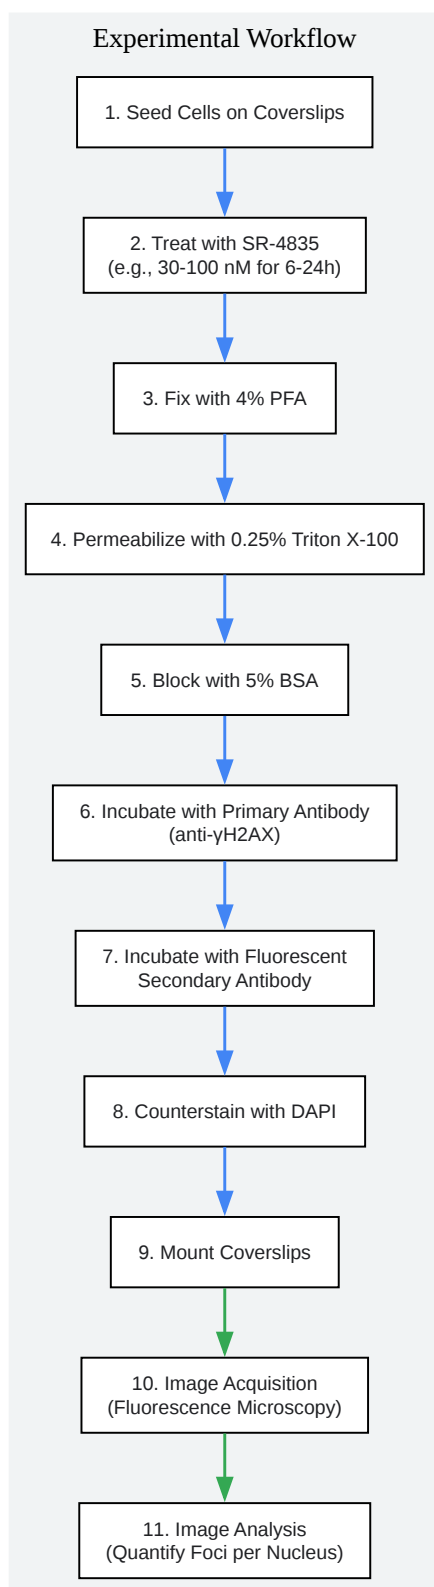 Experimental Workflow
1. Seed Cells on Coverslips
2. Treat with SR-4835
(e.g., 30-100 nM for 6-24h)
3. Fix with 4% PFA
4. Permeabilize with 0.25% Triton X-100
5. Block with 5% BSA
6. Incubate with Primary Antibody
(anti-γH2AX)
7. Incubate with Fluorescent
Secondary Antibody
8. Counterstain with DAPI
9. Mount Coverslips
10. Image Acquisition
(Fluorescence Microscopy)
11. Image Analysis
(Quantify Foci per Nucleus)